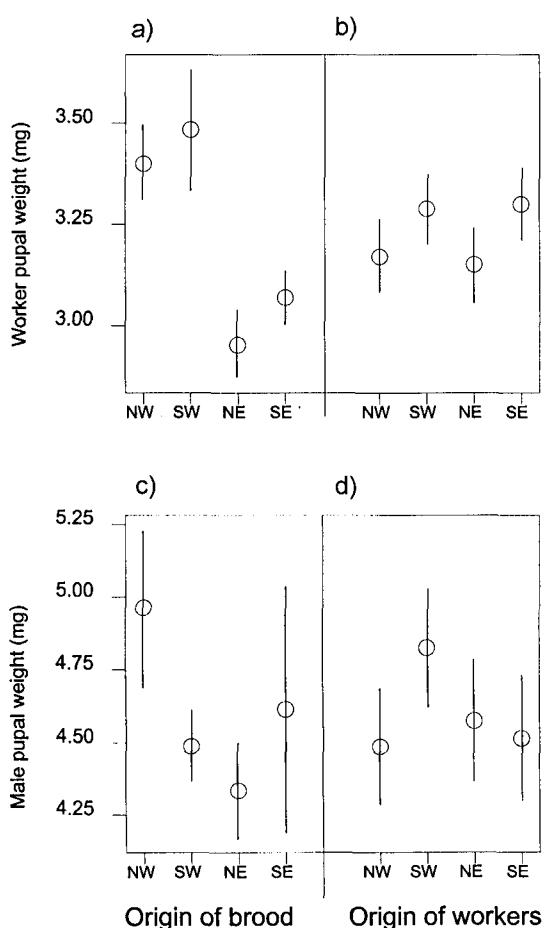 a) b)
Worker pupal weight (mg)
3.50
3.25
3.00
NW SW NE SE NW SW NE SE
c) d)
Male pupal weight (mg)
5.25
5.00
4.75
4.50
4.25
NW SW NE SE NW SW NE SE
Origin of brood Origin of workers